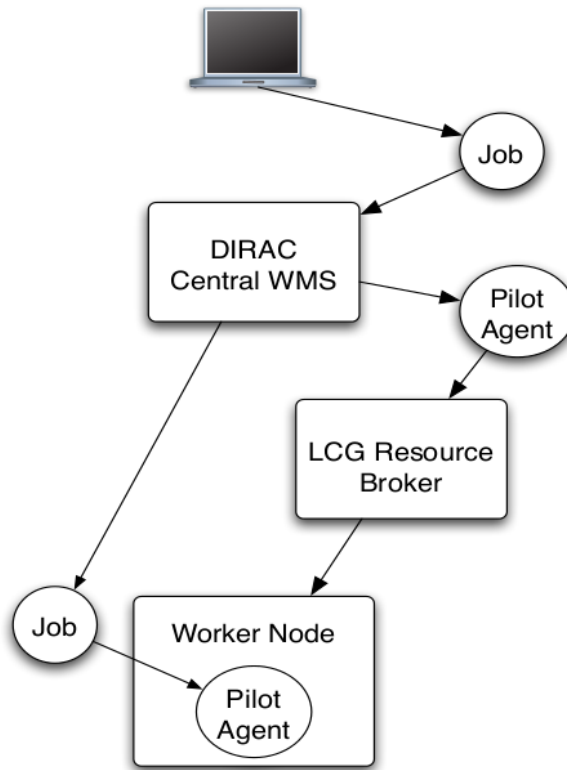 Job
DIRAC
Central WMS
Pilot
Agent
LCG Resource
Broker
Job
Worker Node
Pilot
Agent